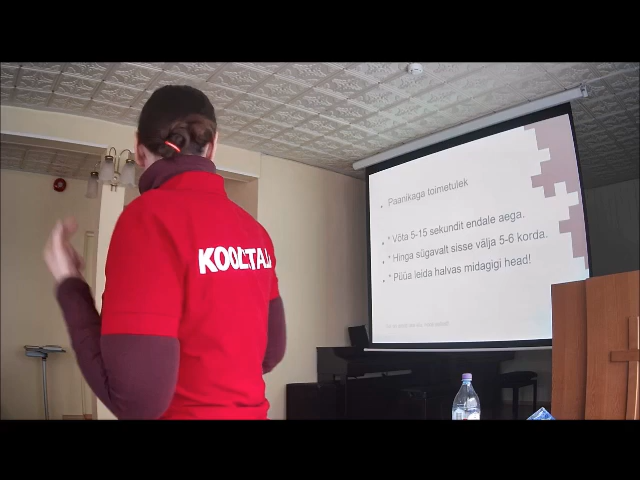 Paanikaga toimetulek
* Võta 5-15 sekundit endale aega.
* Hinga sügavalt sisse välja 5-6 korda.
* Püüa leida halvas midagigi head!